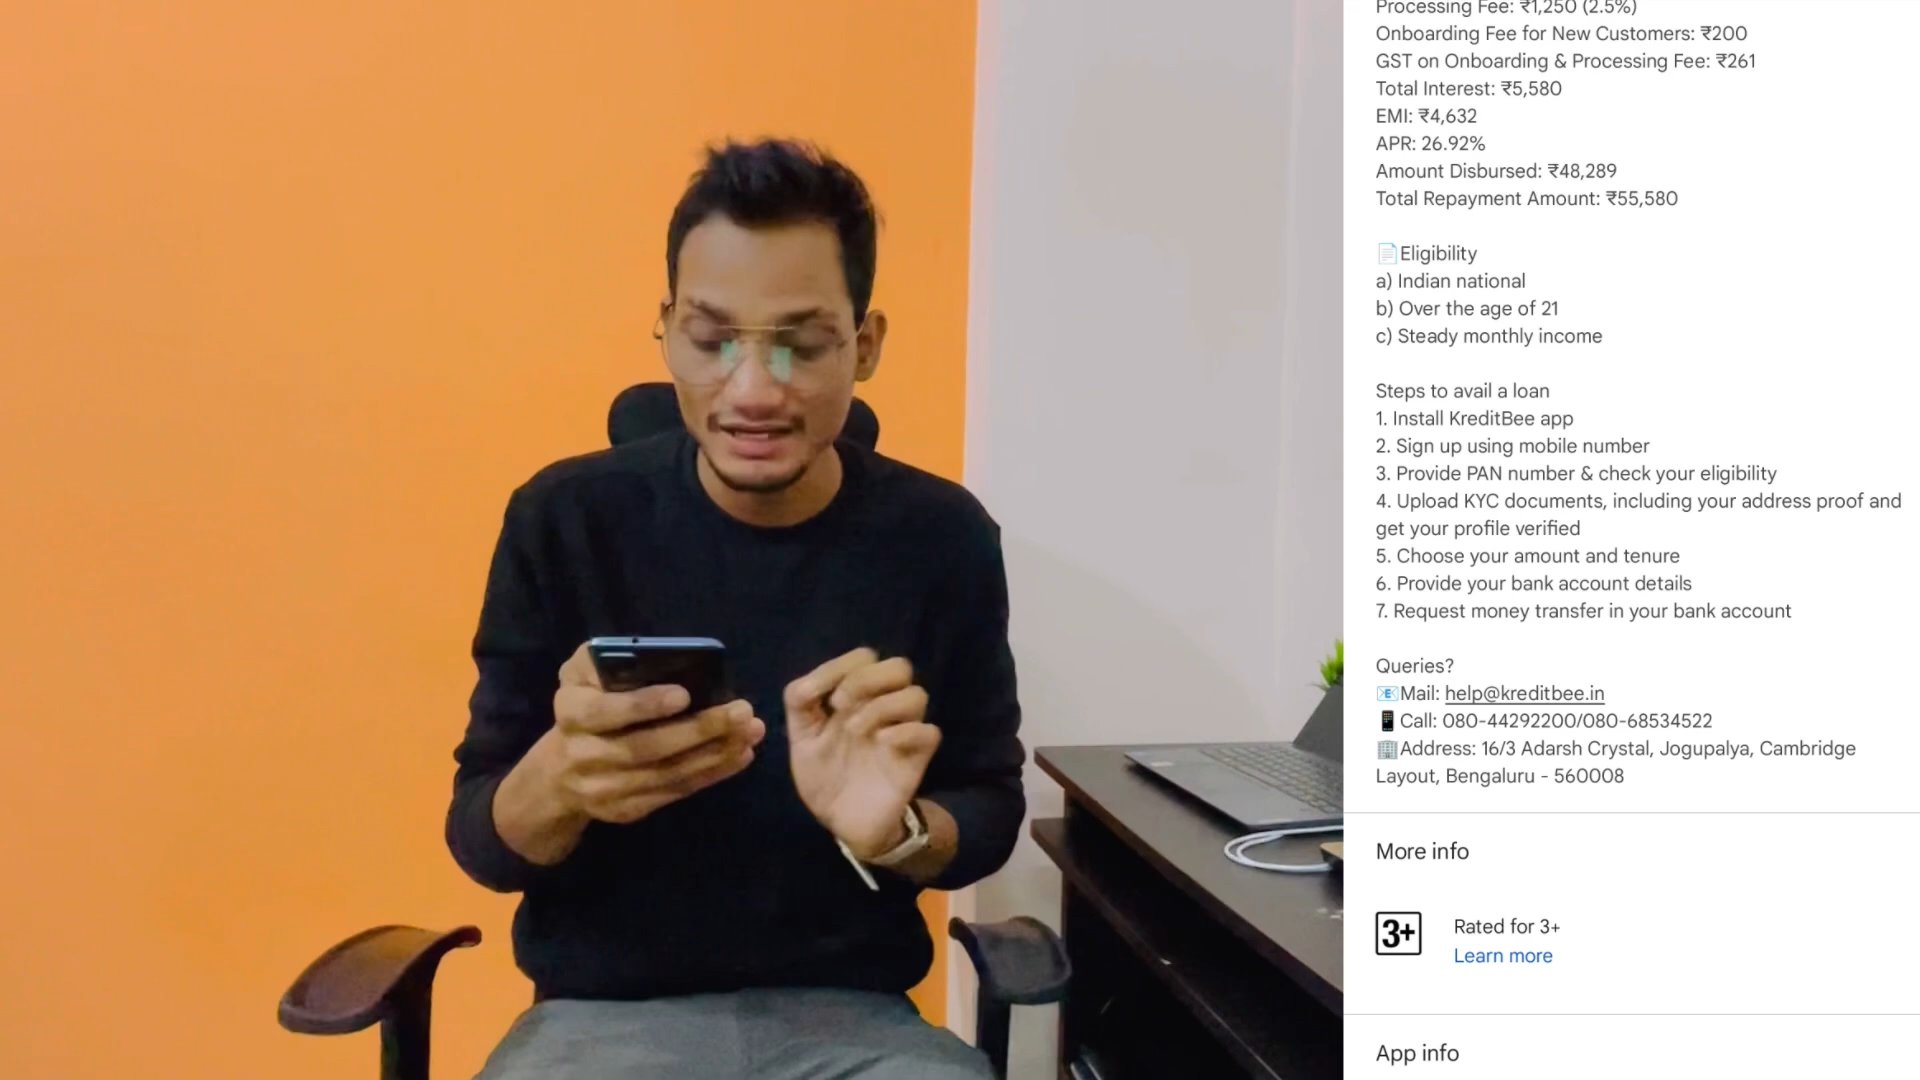 Processing Fee: ₹1,250 (2.5%)
Onboarding Fee for New Customers: ₹200
GST on Onboarding & Processing Fee: ₹261
Total Interest: ₹5,580
EMI: ₹4,632
APR: 26.92%
Amount Disbursed: ₹48,289
Total Repayment Amount: ₹55,580
📄Eligibility
a) Indian national
b) Over the age of 21
c) Steady monthly income
Steps to avail a loan
1. Install KreditBee app
2. Sign up using mobile number
3. Provide PAN number & check your eligibility
4. Upload KYC documents, including your address proof and
get your profile verified
5. Choose your amount and tenure
6. Provide your bank account details
7. Request money transfer in your bank account
Queries?
📧Mail: help@kreditbee.in
📱Call: 080-44292200/080-68534522
🏢Address: 16/3 Adarsh Crystal, Jogupalya, Cambridge
Layout, Bengaluru - 560008
More info
3+
Rated for 3+
Learn more
App info